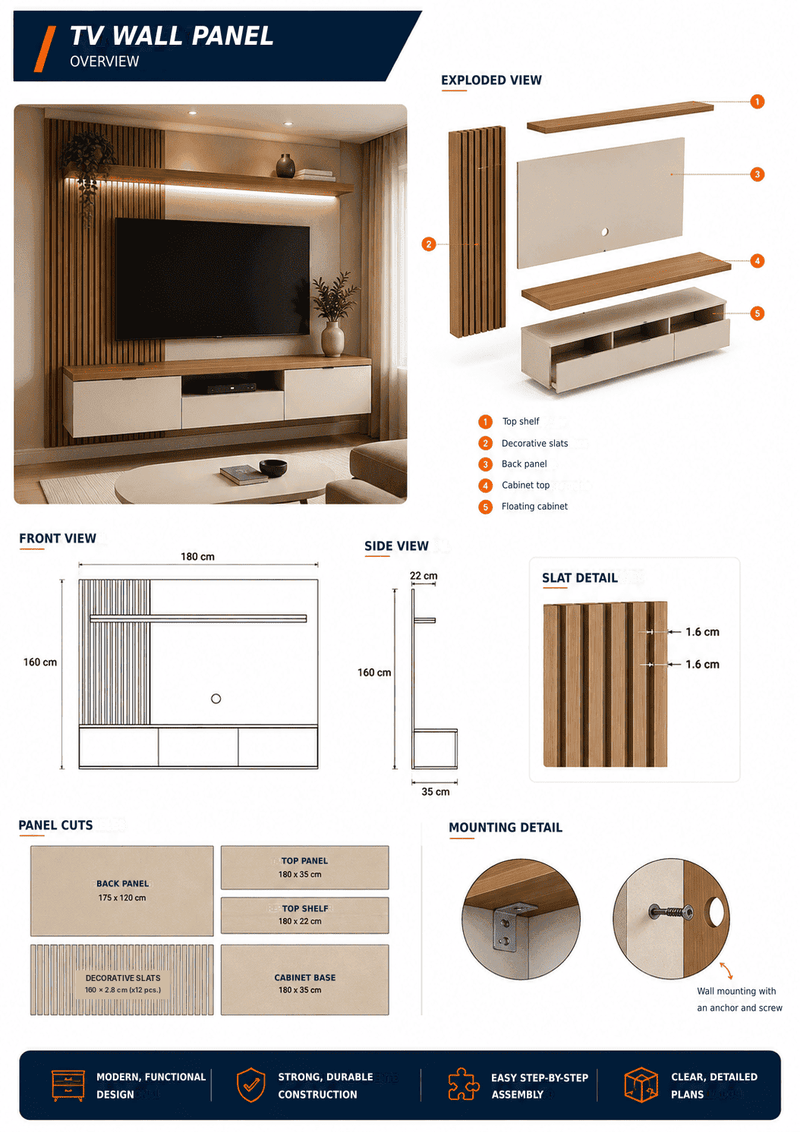 TV WALL PANEL
OVERVIEW
EXPLODED VIEW
1
2
3
4
5
1 Top shelf
2 Decorative slats
3 Back panel
4 Cabinet top
5 Floating cabinet
FRONT VIEW
180 cm
160 cm
SIDE VIEW
22 cm
160 cm
35 cm
SLAT DETAIL
1.6 cm
1.6 cm
PANEL CUTS
BACK PANEL
175 x 120 cm
TOP PANEL
180 x 35 cm
TOP SHELF
180 x 22 cm
DECORATIVE SLATS
160 × 2.8 cm (x12 pcs.)
CABINET BASE
180 x 35 cm
MOUNTING DETAIL
Wall mounting with
an anchor and screw
MODERN, FUNCTIONAL
DESIGN
STRONG, DURABLE
CONSTRUCTION
EASY STEP-BY-STEP
ASSEMBLY
CLEAR, DETAILED
PLANS